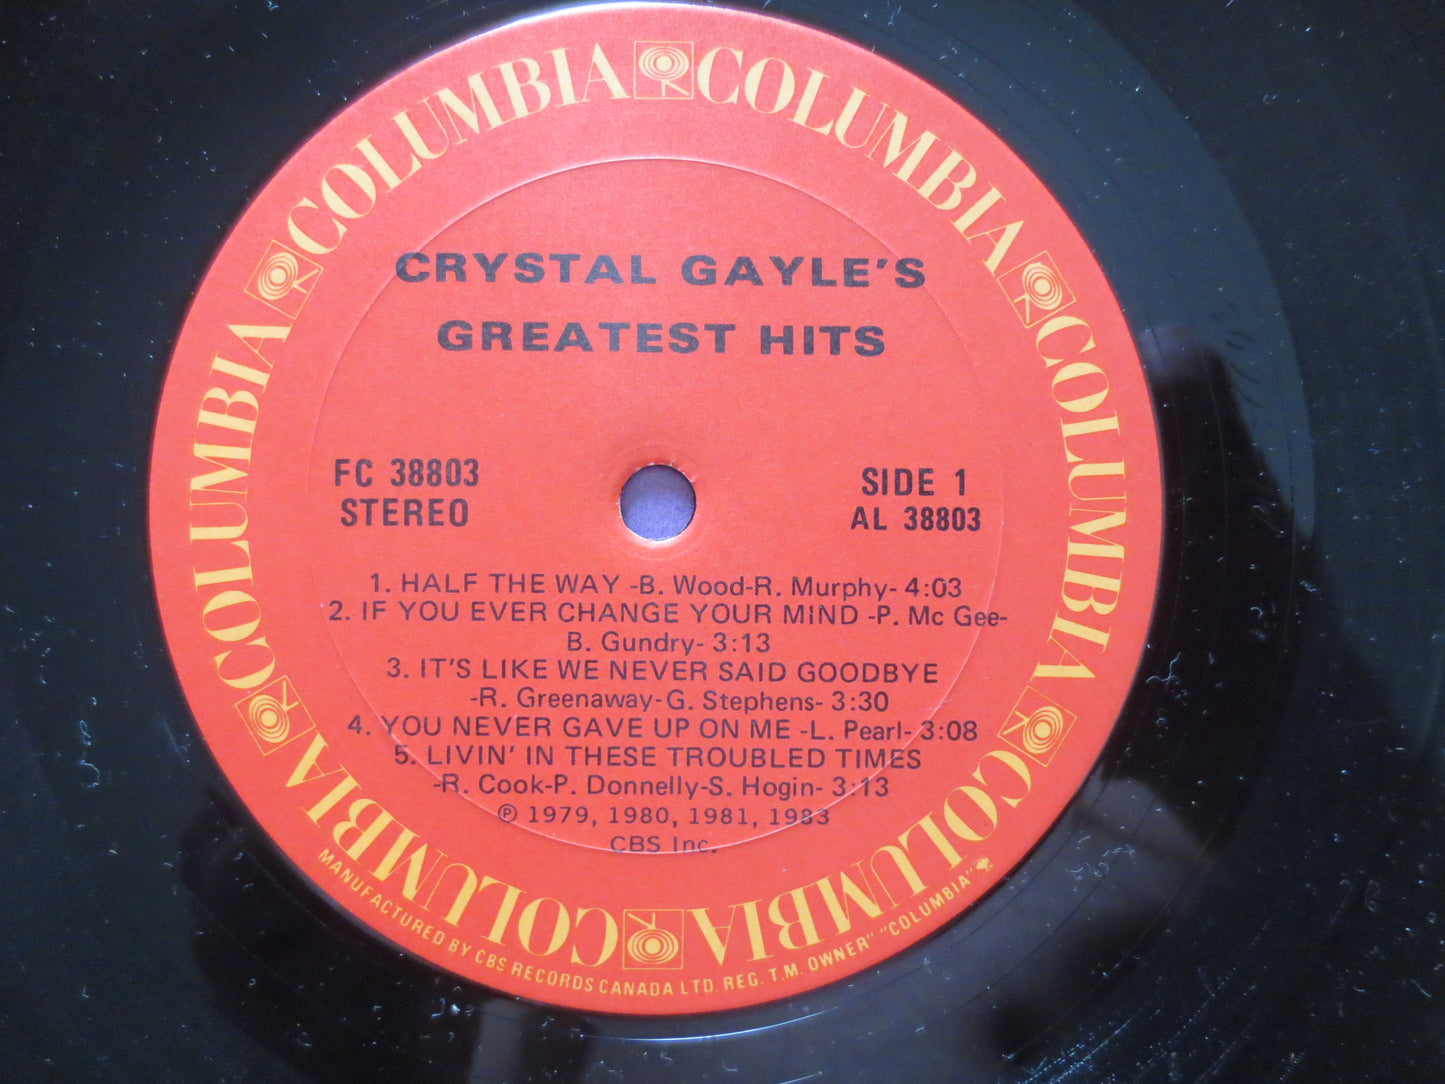 COLUMBIA COLUMBIA COLUMBIA COLUMBIA COLUMBIA COLUMBIA COLUMBIA COLUMBIA
CRYSTAL GAYLE'S
GREATEST HITS
FC 38803
STEREO
SIDE 1
AL 38803
1. HALF THE WAY -B. Wood-R. Murphy- 4:03
2. IF YOU EVER CHANGE YOUR MIND -P. Mc Gee-
B. Gundry- 3:13
3. IT'S LIKE WE NEVER SAID GOODBYE
-R. Greenaway-G. Stephens- 3:30
4. YOU NEVER GAVE UP ON ME -L. Pearl- 3:08
5. LIVIN' IN THESE TROUBLED TIMES
-R. Cook-P. Donnelly-S. Hogin- 3:13
℗ 1979, 1980, 1981, 1983
CBS Inc.
MANUFACTURED BY CBS RECORDS CANADA LTD. REG. T.M. OWNER" "COLUMBIA"